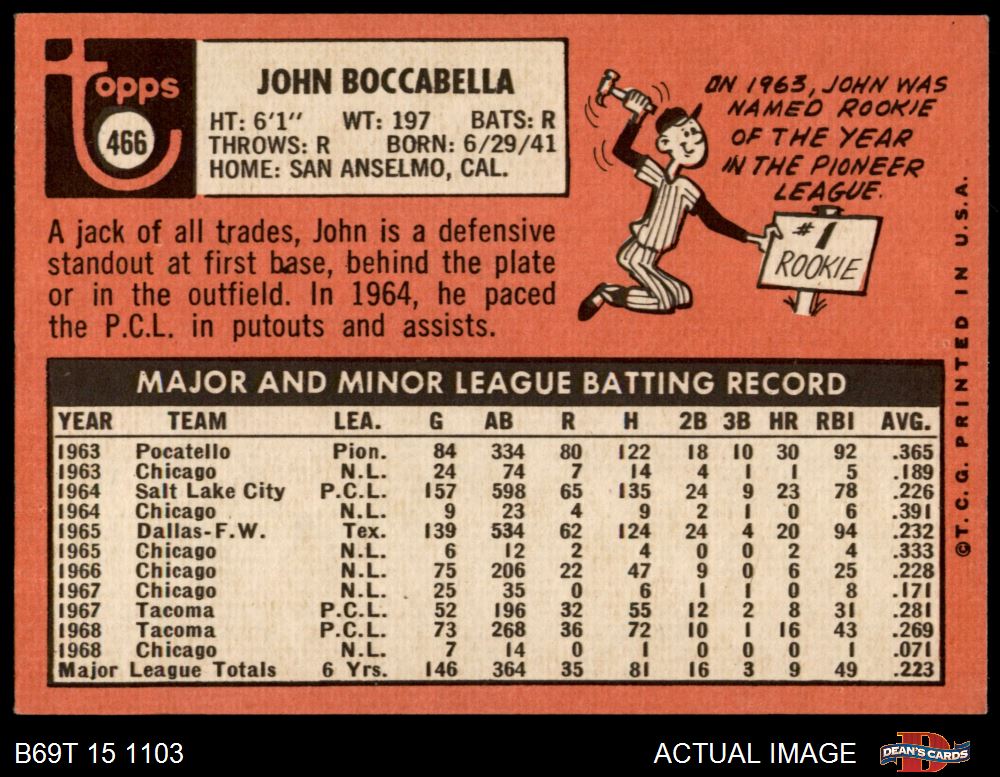 topps
466
JOHN BOCCABELLA
HT: 6'1" WT: 197 BATS: R
THROWS: R BORN: 6/29/41
HOME: SAN ANSELMO, CAL.
IN 1963, JOHN WAS
NAMED ROOKIE
OF THE YEAR
IN THE PIONEER
LEAGUE.
#1
ROOKIE
A jack of all trades, John is a defensive
standout at first base, behind the plate
or in the outfield. In 1964, he paced
the P.C.L. in putouts and assists.
MAJOR AND MINOR LEAGUE BATTING RECORD
YEAR TEAM LEA. G AB R H 2B 3B HR RBI AVG.
1963 Pocatello Pion. 84 334 80 122 18 10 30 92 .365
1963 Chicago N.L. 24 74 7 14 4 1 1 5 .189
1964 Salt Lake City P.C.L. 157 598 65 135 24 9 23 78 .226
1964 Chicago N.L. 9 23 4 9 2 1 0 6 .391
1965 Dallas-F.W. Tex. 139 534 62 124 24 4 20 94 .232
1965 Chicago N.L. 6 12 2 4 0 0 2 4 .333
1966 Chicago N.L. 75 206 22 47 9 0 6 25 .228
1967 Chicago N.L. 25 35 0 6 1 1 0 8 .171
1967 Tacoma P.C.L. 52 196 32 55 12 2 8 31 .281
1968 Tacoma P.C.L. 73 268 36 72 10 1 16 43 .269
1968 Chicago N.L. 7 14 0 1 0 0 0 1 .071
Major League Totals 6 Yrs. 146 364 35 81 16 3 9 49 .223
©T.C.G. PRINTED IN U.S.A.
B69T 15 1103
ACTUAL IMAGE
D
DEAN'S CARDS